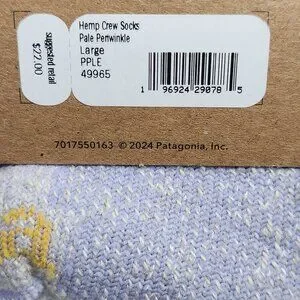 Hemp Crew Socks
Pale Periwinkle
Large
PPLE
49965
suggested retail
$22.00
1 96924 29078 5
7017550163 © 2024 Patagonia, Inc.